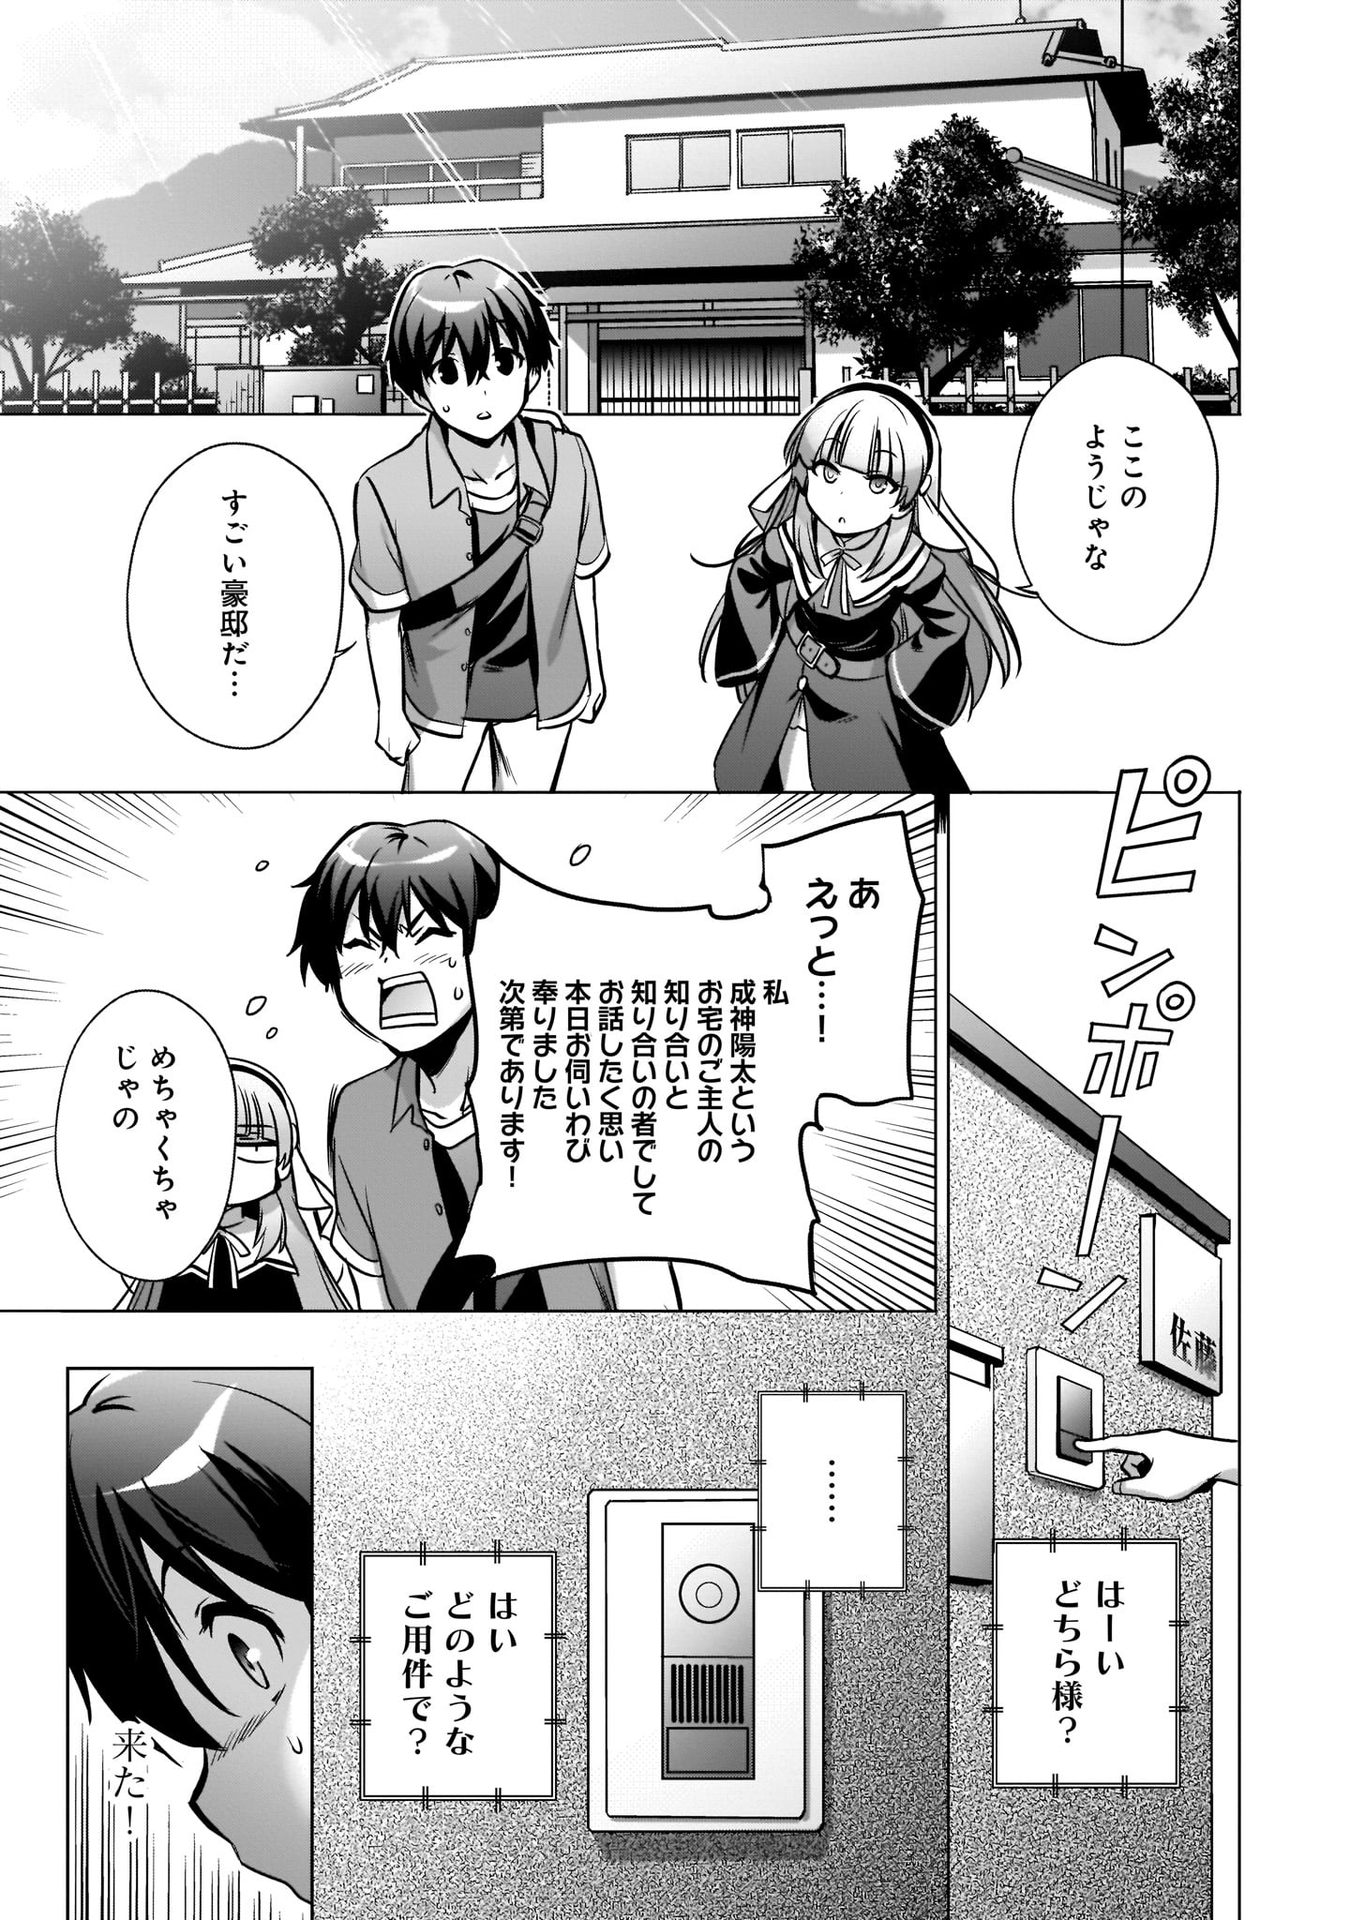 ここの
ようじゃな
すごい豪邸だ…
ピンポーン
佐藤
はーい
どちら様?
あ
えっと…!
私
成神陽太という
お宅のご主人の
知り合いと
知り合いの者でして
お話したく思い
本日お伺いわび
奉りました
次第であります!
めちゃくちゃ
じゃの
……
はい
どのような
ご用件で?
来た!